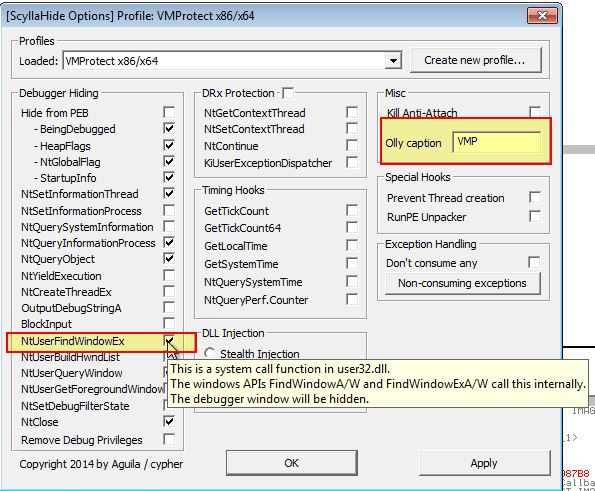 [ScyllaHide Options] Profile: VMProtect x86/x64
Profiles
Loaded: VMProtect x86/x64
Create new profile...
Debugger Hiding
Hide from PEB
- BeingDebugged
- HeapFlags
- NtGlobalFlag
- StartupInfo
NtSetInformationThread
NtSetInformationProcess
NtQuerySystemInformation
NtQueryInformationProcess
NtQueryObject
NtYieldExecution
NtCreateThreadEx
OutputDebugStringA
BlockInput
NtUserFindWindowEx
NtUserBuildHwndList
NtUserQueryWindow
NtUserGetForegroundWindow
NtSetDebugFilterState
NtClose
Remove Debug Privileges
DRx Protection
NtGetContextThread
NtSetContextThread
NtContinue
KiUserExceptionDispatcher
Timing Hooks
GetTickCount
GetTickCount64
GetLocalTime
GetSystemTime
NtQuerySystemTime
NtQueryPerf.Counter
DLL Injection
Stealth Injection
Misc
Kill Anti-Attach
Olly caption VMP
Special Hooks
Prevent Thread creation
RunPE Unpacker
Exception Handling
Don't consume any
Non-consuming exceptions
This is a system call function in user32.dll.
The windows APIs FindWindowA/W and FindWindowExA/W call this internally.
The debugger window will be hidden.
Copyright 2014 by Aguila / cypher
OK
Apply
IMAG
l1>
087B8
Callba